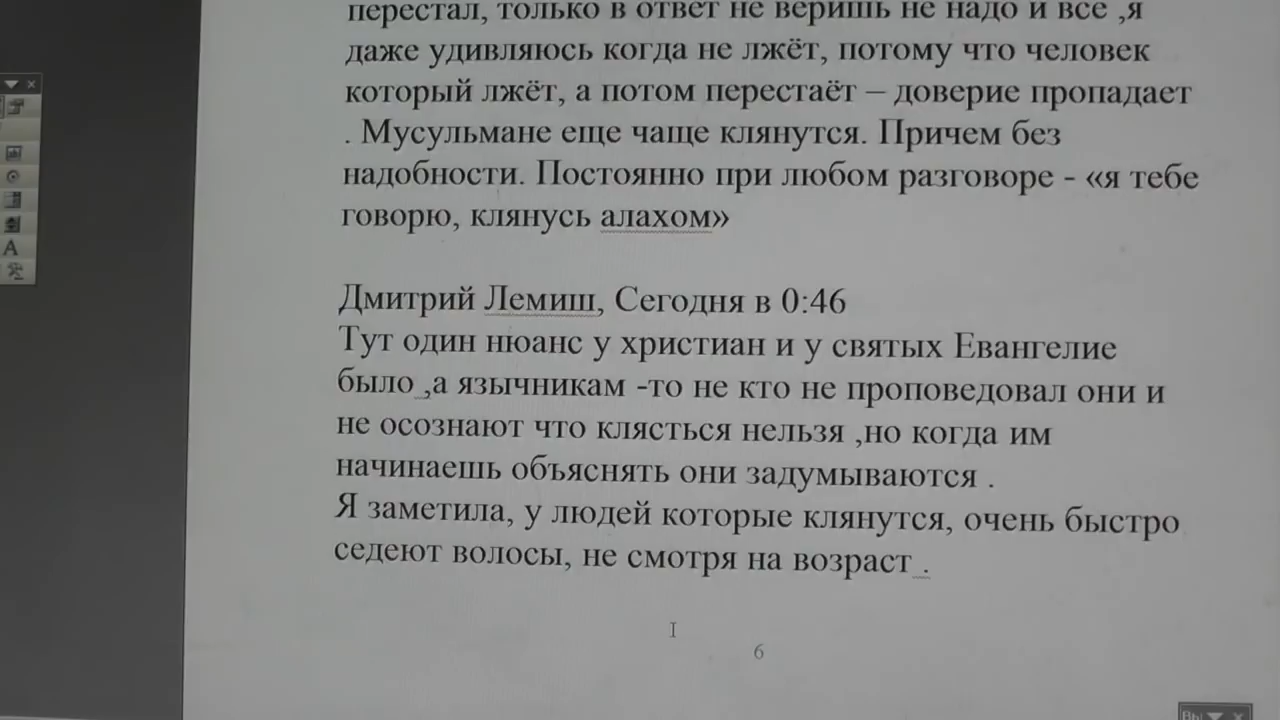 перестал, только в ответ не веришь не надо и все ,я
даже удивляюсь когда не лжёт, потому что человек
который лжёт, а потом перестаёт – доверие пропадает
. Мусульмане еще чаще клянутся. Причем без
надобности. Постоянно при любом разговоре - «я тебе
говорю, клянусь алахом»
Дмитрий Лемиш, Сегодня в 0:46
Тут один нюанс у христиан и у святых Евангелие
было ,а язычникам -то не кто не проповедовал они и
не осознают что клясться нельзя ,но когда им
начинаешь объяснять они задумываются .
Я заметила, у людей которые клянутся, очень быстро
седеют волосы, не смотря на возраст .
6